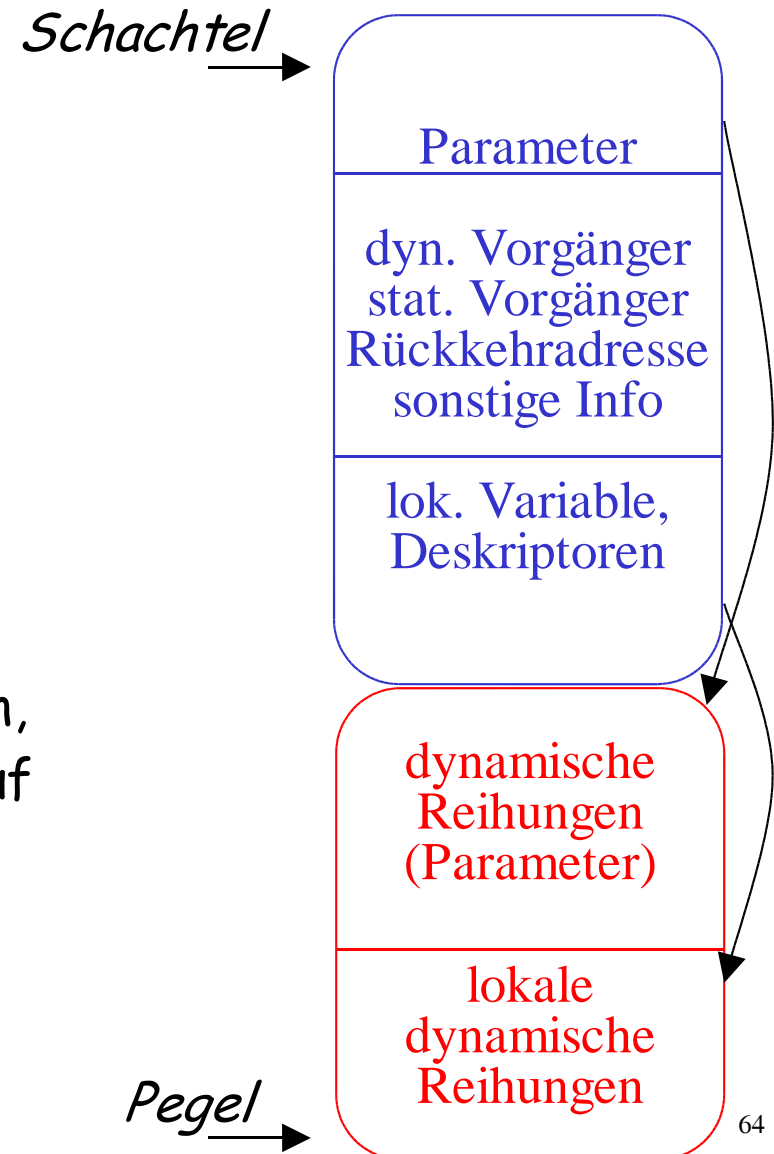 Schachtel
Parameter
dyn. Vorgänger
stat. Vorgänger
Rückkehradresse
sonstige Info
lok. Variable,
Deskriptoren
dynamische
Reihungen
(Parameter)
lokale
dynamische
Reihungen
Pegel
64